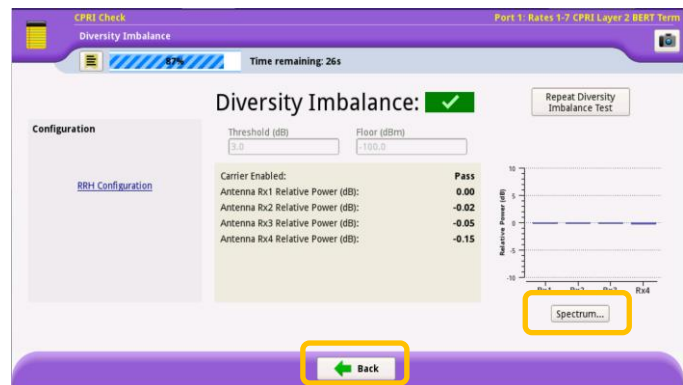 CPRI Check
Port 1: Rates 1-7 CPRI Layer 2 BERT Term
Diversity Imbalance
87%
Time remaining: 26s
Diversity Imbalance:
Repeat Diversity
Imbalance Test
Configuration
Threshold (dB)
Floor (dBm)
3.0
-100.0
RRH Configuration
Carrier Enabled: Pass
Antenna Rx1 Relative Power (dB): 0.00
Antenna Rx2 Relative Power (dB): -0.02
Antenna Rx3 Relative Power (dB): -0.05
Antenna Rx4 Relative Power (dB): -0.15
Relative Power (dB)
10
5
0
-5
-10
Rx1 Rx2 Rx3 Rx4
Spectrum...
Back